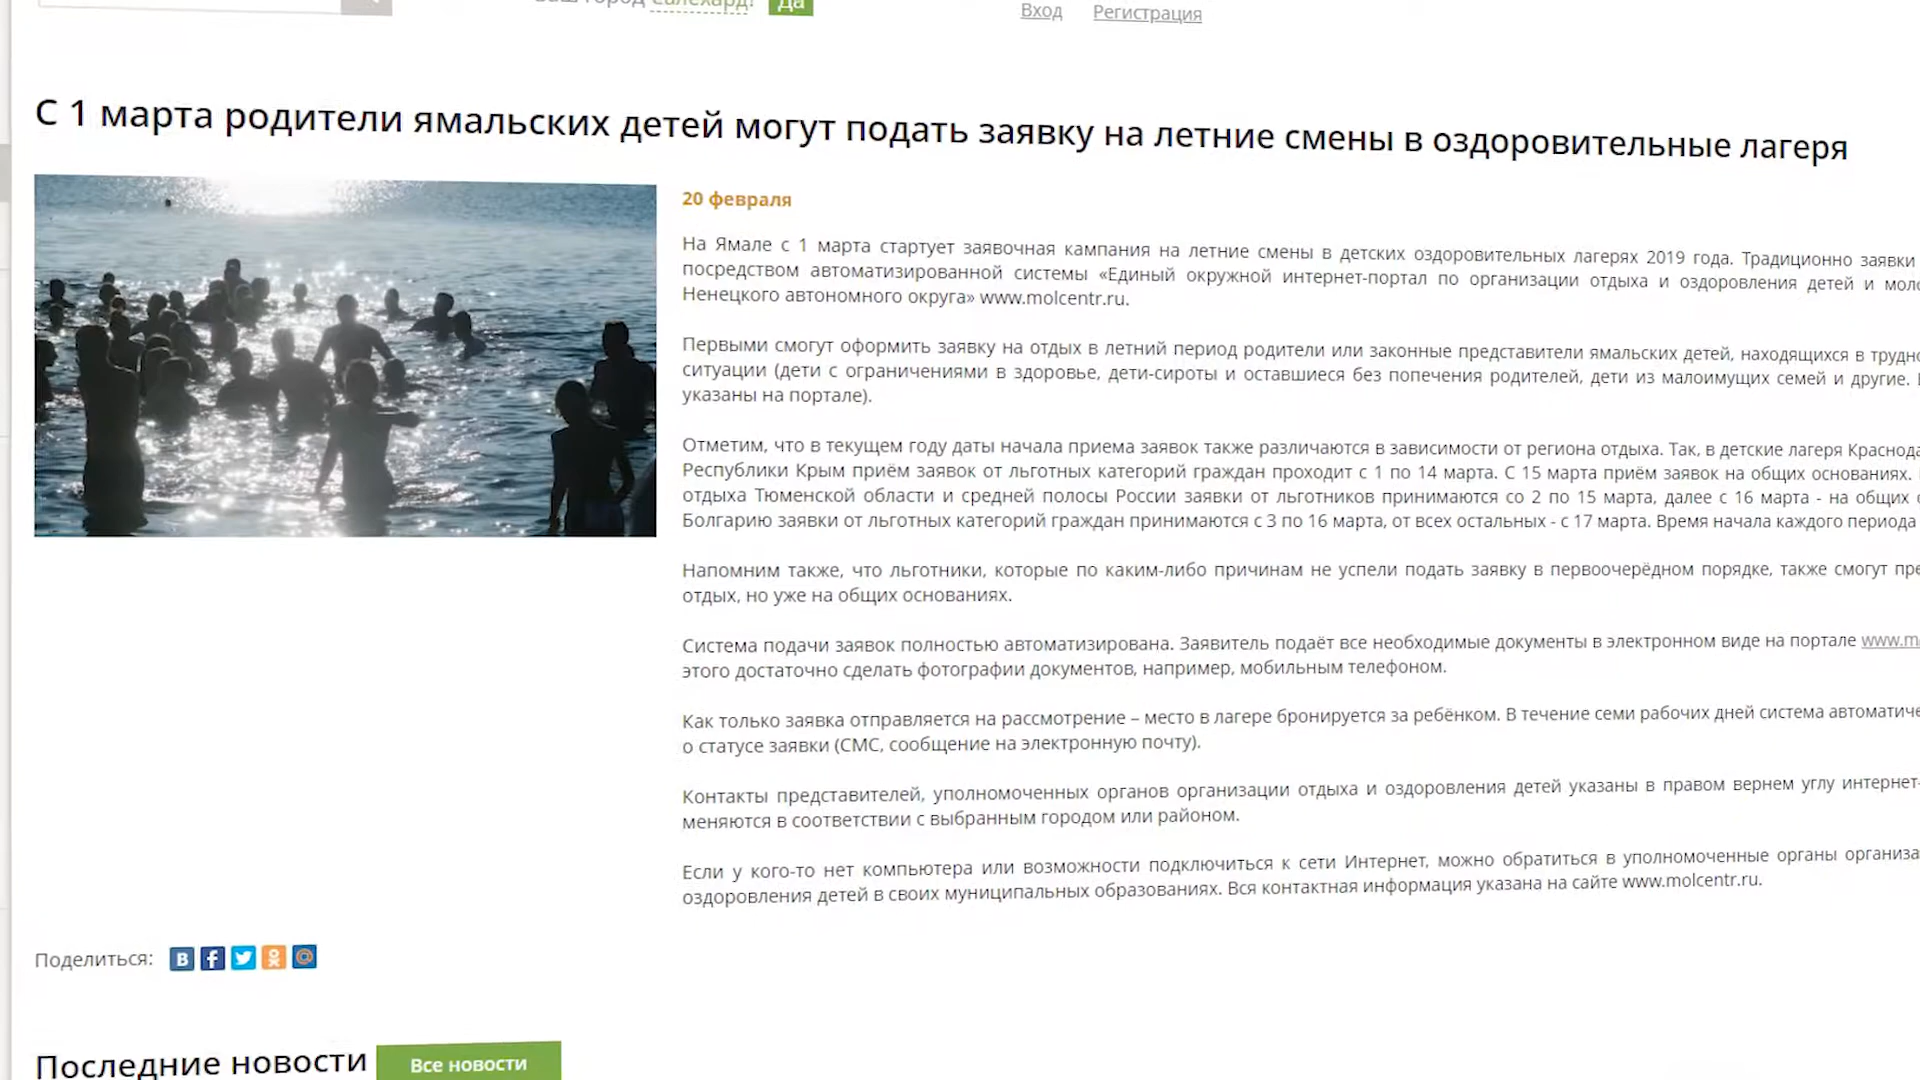 Ваш город Салехард? Да
Вход Регистрация
С 1 марта родители ямальских детей могут подать заявку на летние смены в оздоровительные лагеря
20 февраля
На Ямале с 1 марта стартует заявочная кампания на летние смены в детских оздоровительных лагерях 2019 года. Традиционно заявки
посредством автоматизированной системы «Единый окружной интернет-портал по организации отдыха и оздоровления детей и
Ненецкого автономного округа» www.molcentr.ru.
Первыми смогут оформить заявку на отдых в летний период родители или законные представители ямальских детей, находящихся в
ситуации (дети с ограничениями в здоровье, дети-сироты и оставшиеся без попечения родителей, дети из малоимущих семей и другие.
указаны на портале).
Отметим, что в текущем году даты начала приема заявок также различаются в зависимости от региона отдыха. Так, в детские лагеря
Республики Крым приём заявок от льготных категорий граждан проходит с 1 по 14 марта. С 15 марта приём заявок на общих основаниях.
отдыха Тюменской области и средней полосы России заявки от льготников принимаются со 2 по 15 марта, далее с 16 марта - на общих
Болгарию заявки от льготных категорий граждан принимаются с 3 по 16 марта, от всех остальных - с 17 марта. Время начала каждого периода
Напомним также, что льготники, которые по каким-либо причинам не успели подать заявку в первоочерёдном порядке, также смогут
отдых, но уже на общих основаниях.
Система подачи заявок полностью автоматизирована. Заявитель подаёт все необходимые документы в электронном виде на портале
этого достаточно сделать фотографии документов, например, мобильным телефоном.
Как только заявка отправляется на рассмотрение – место в лагере бронируется за ребёнком. В течение семи рабочих дней система
о статусе заявки (СМС, сообщение на электронную почту).
Контакты представителей, уполномоченных органов организации отдыха и оздоровления детей указаны в правом вернем углу
меняются в соответствии с выбранным городом или районом.
Если у кого-то нет компьютера или возможности подключиться к сети Интернет, можно обратиться в уполномоченные органы
оздоровления детей в своих муниципальных образованиях. Вся контактная информация указана на сайте www.molcentr.ru.
Поделиться:
Последние новости Все новости